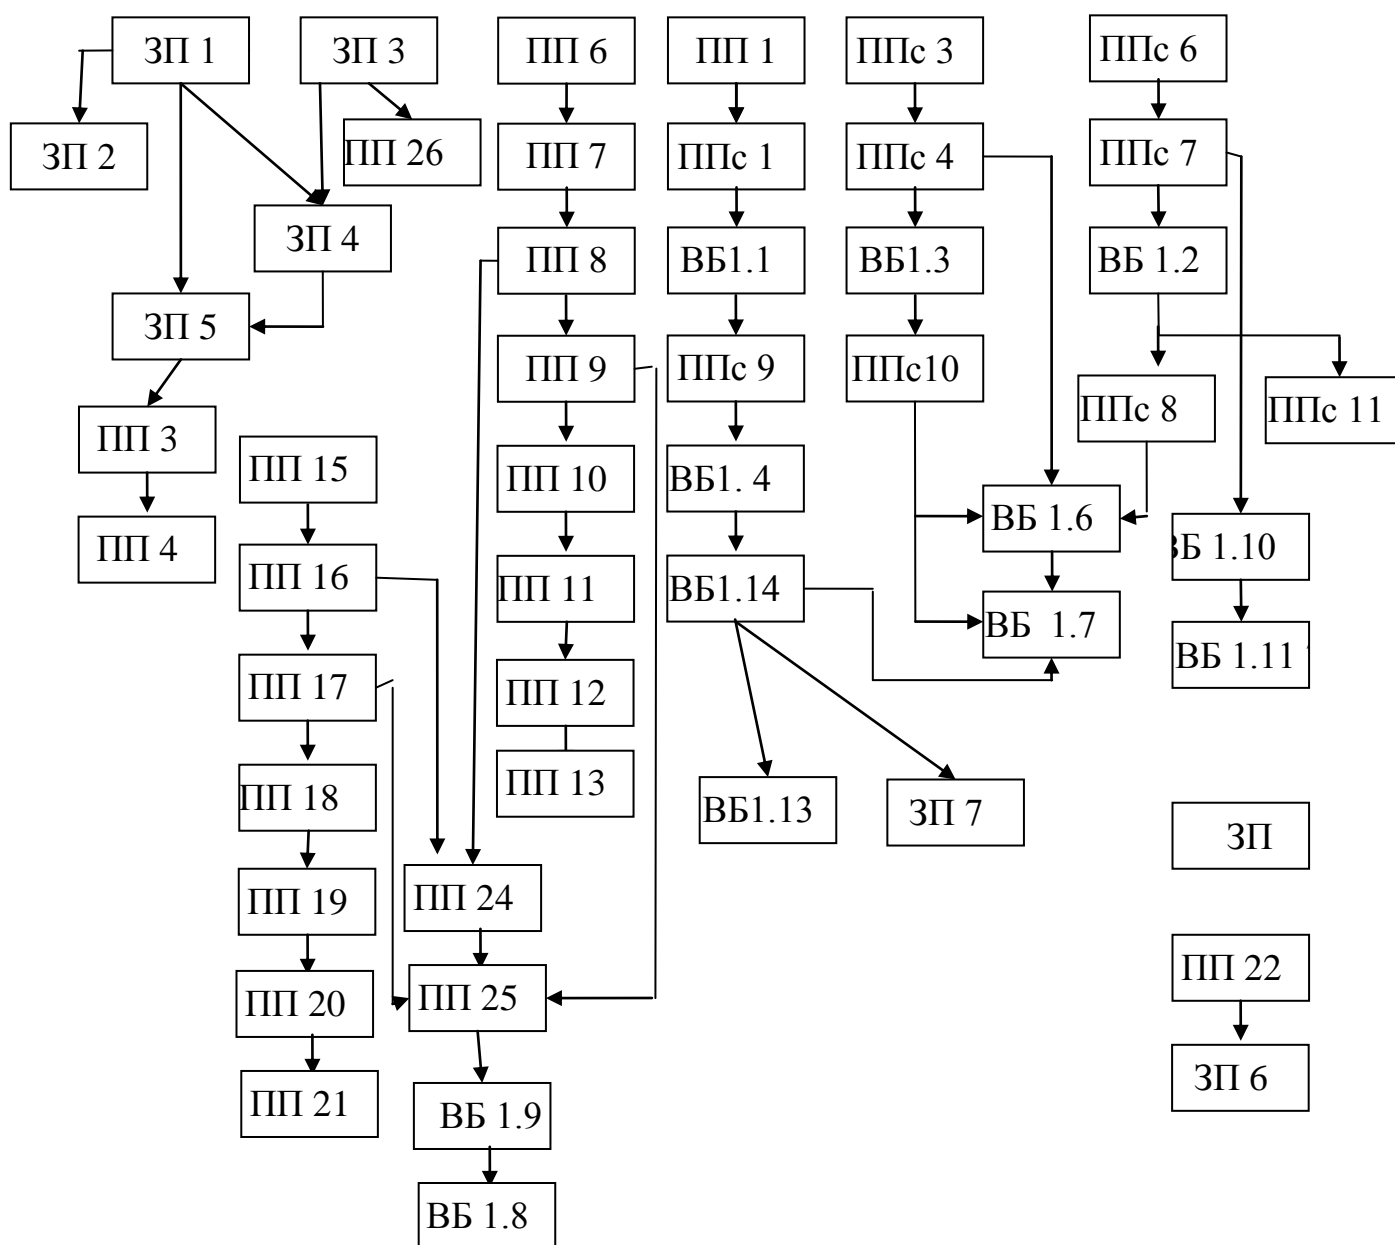 ЗП 1
ЗП 3
ПП 6
ПП 1
ППс 3
ППс 6
ЗП 2
ПП 26
ПП 7
ППс 1
ППс 4
ППс 7
ЗП 4
ПП 8
ВБ1.1
ВБ1.3
ВБ 1.2
ЗП 5
ПП 9
ППс 9
ППс10
ППс 8
ППс 11
ПП 3
ПП 15
ПП 10
ВБ1. 4
ВБ 1.6
ПП 4
ПП 16
ПП 11
ВБ1.14
ВБ 1.7
ВБ 1.10
ПП 17
ПП 12
ВБ 1.11
ПП 18
ПП 13
ВБ1.13
ЗП 7
ЗП
ПП 19
ПП 24
ПП 20
ПП 25
ПП 22
ПП 21
ВБ 1.9
ЗП 6
ВБ 1.8